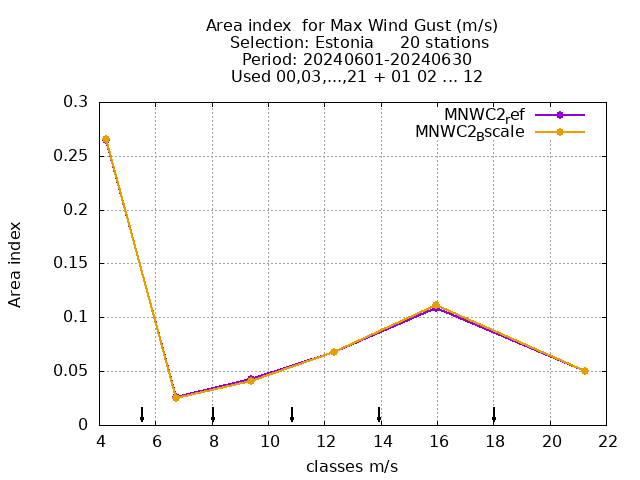 Area index  for Max Wind Gust (m/s)
Selection: Estonia     20 stations
Period: 20240601-20240630
Used 00,03,...,21 + 01 02 ... 12
MNWC2ref
MNWC2Bscale
0.3
0.25
0.2
0.15
0.1
0.05
0
Area index
4 6 8 10 12 14 16 18 20 22
classes m/s